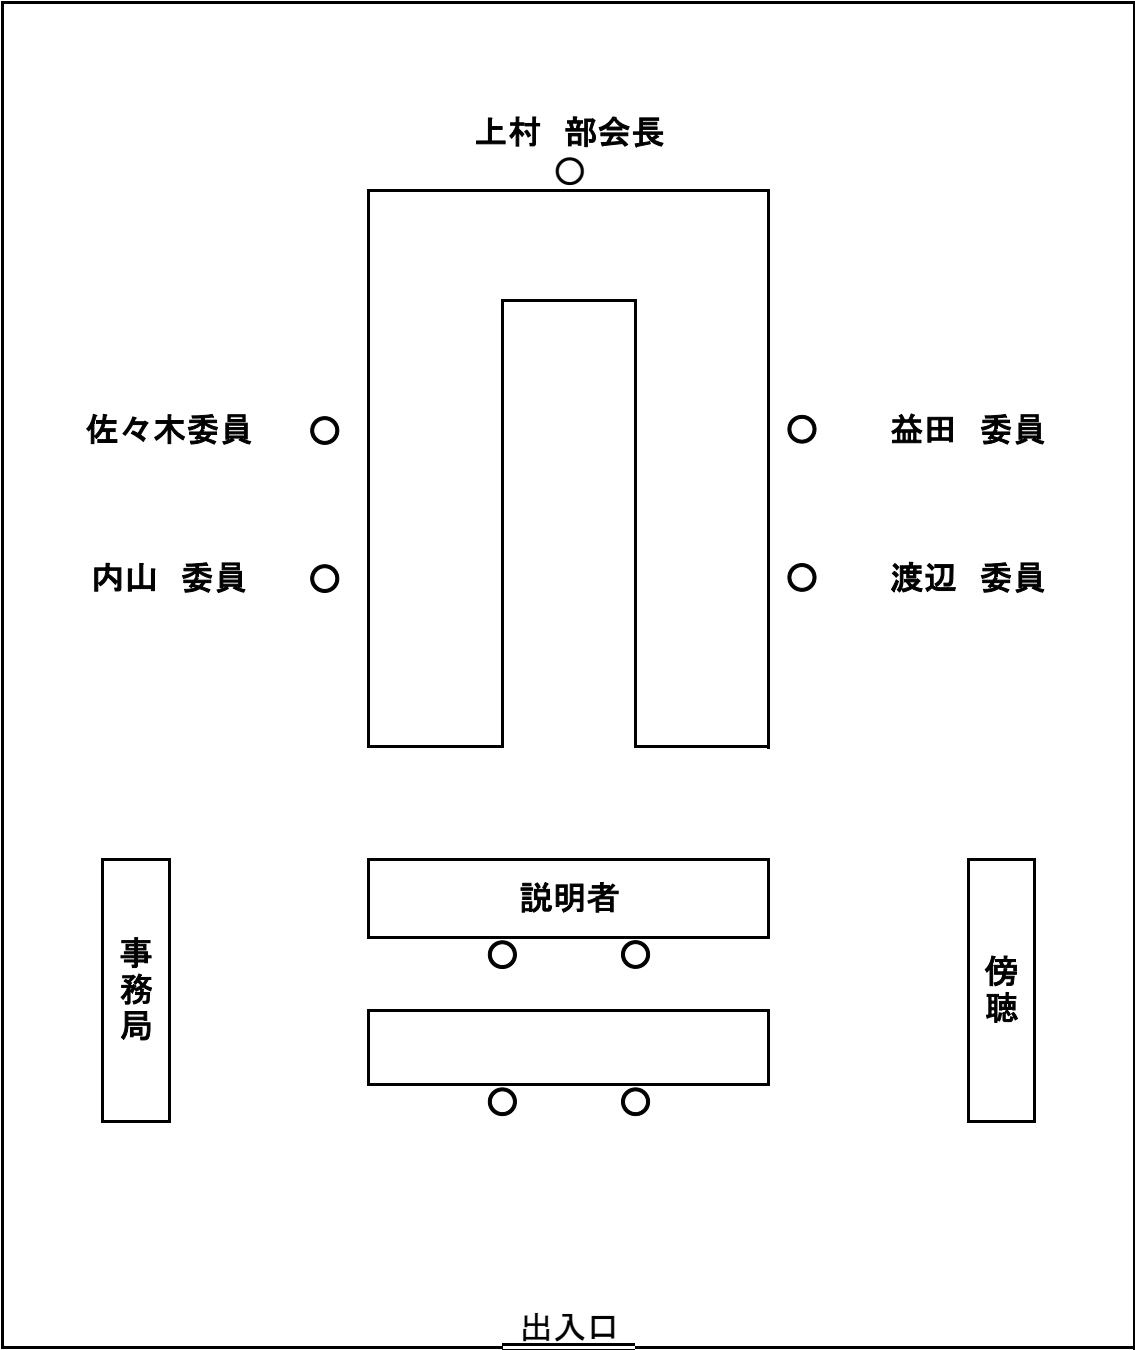 上村　部会長
佐々木委員
益田　委員
内山　委員
渡辺　委員
説明者
事務局
傍聴
出入口